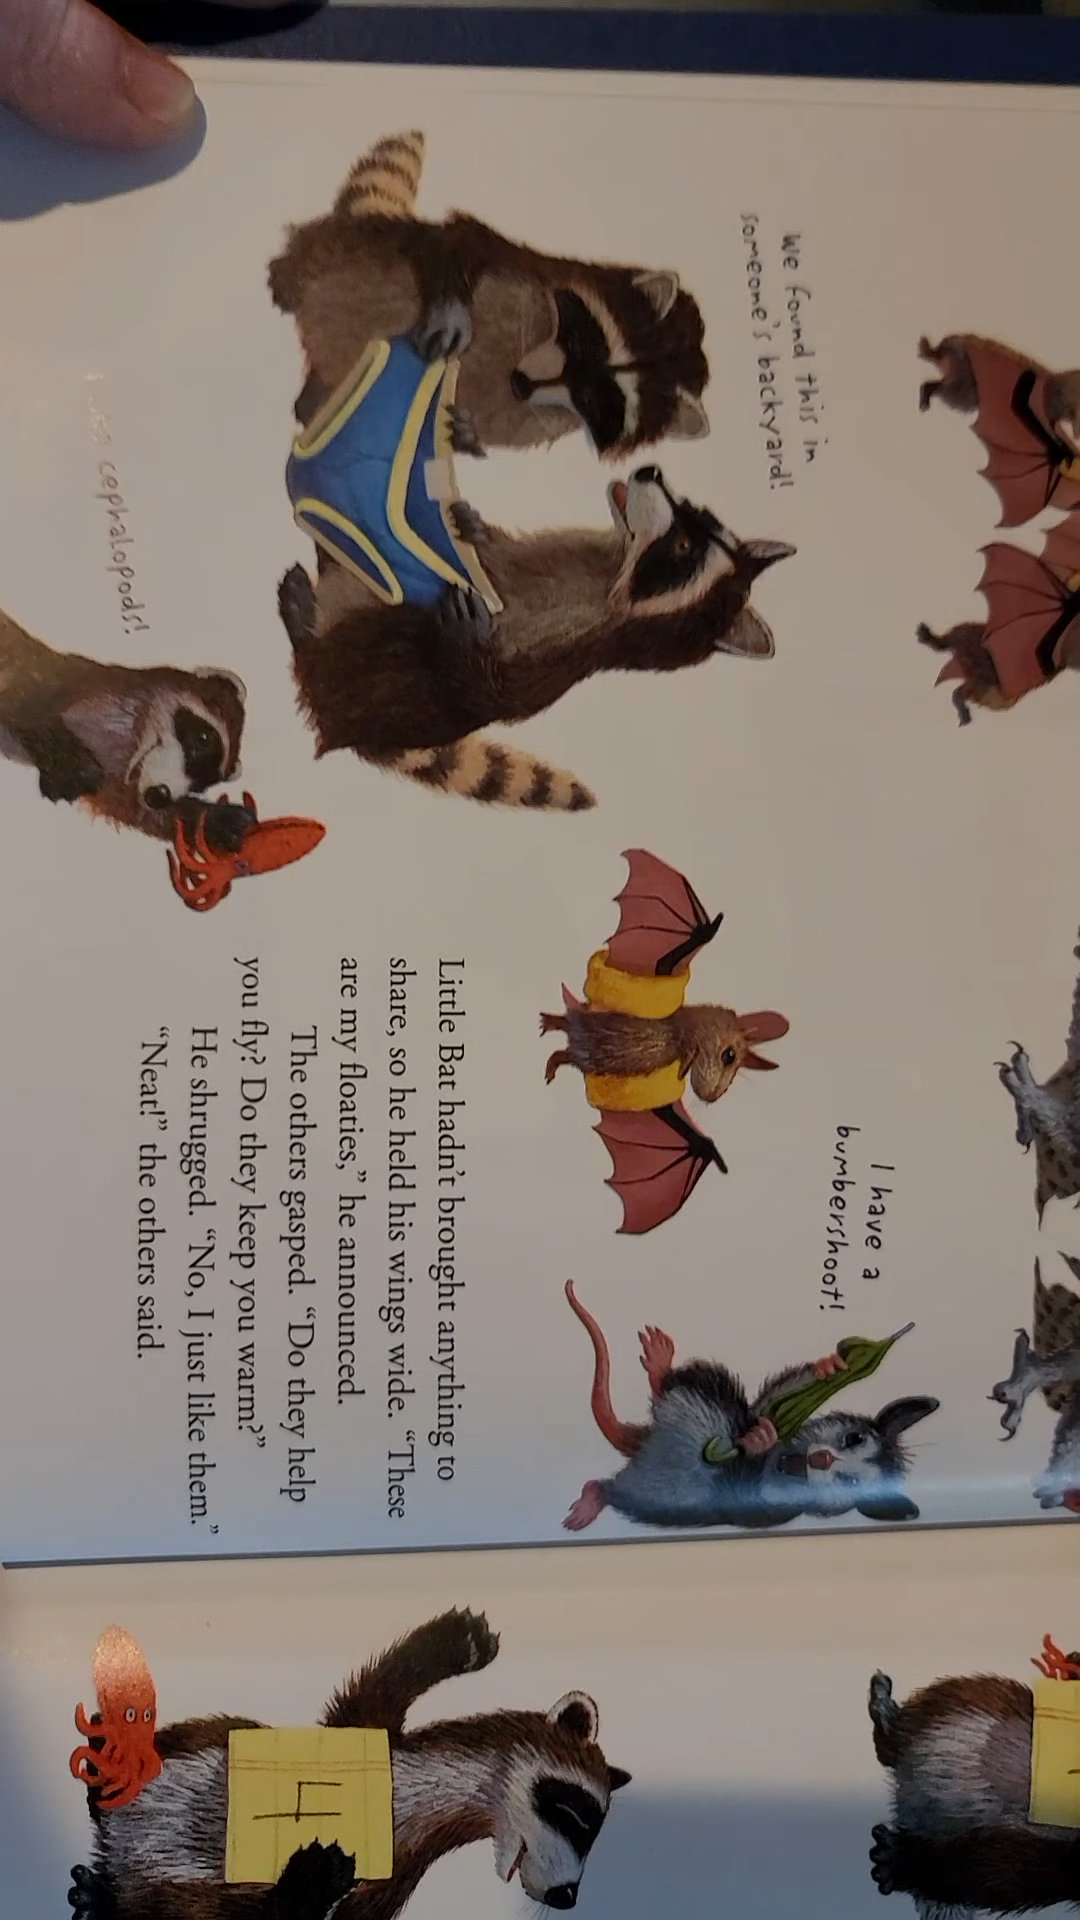 We found this in
someone's backyard!
I have a
bumbershoot!
cephalopods!
Little Bat hadn't brought anything to
share, so he held his wings wide. “These
are my floaties,” he announced.
The others gasped. “Do they help
you fly? Do they keep you warm?”
He shrugged. “No, I just like them.”
“Neat!” the others said.
4